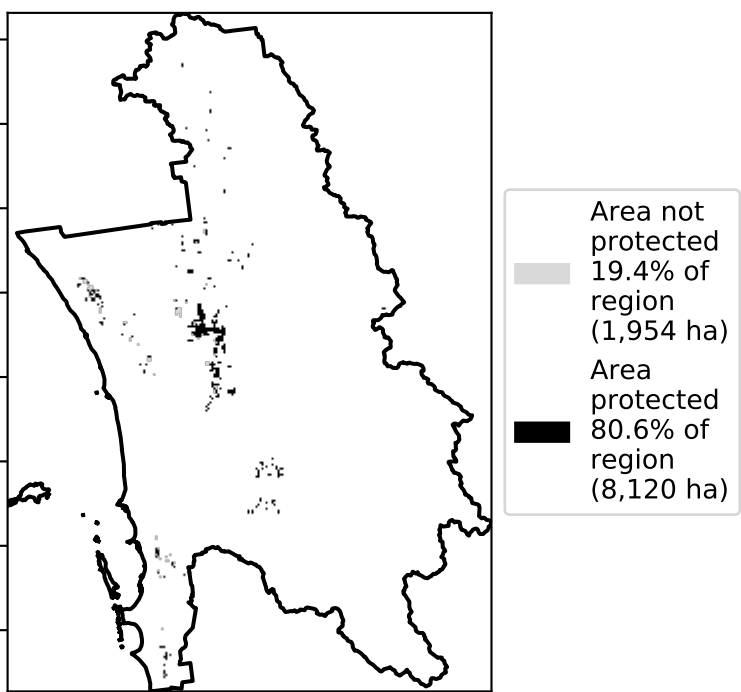 Area not
protected
19.4% of
region
(1,954 ha)
Area
protected
80.6% of
region
(8,120 ha)